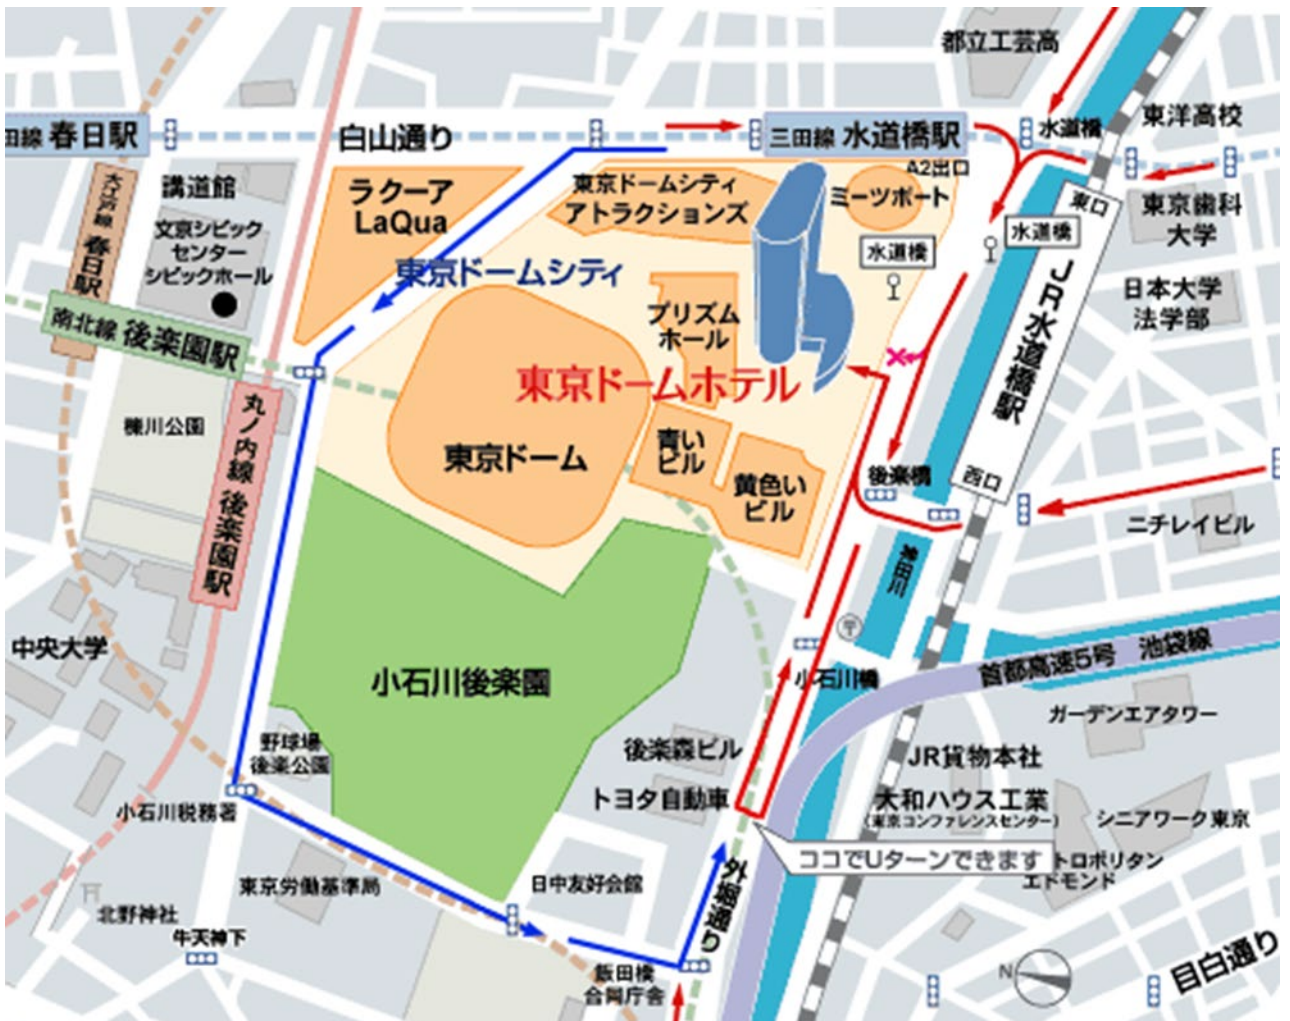 都立工芸高
東洋高校
水道橋
田線 春日駅
白山通り
三田線 水道橋駅
A2出口
講道館
ラクーア
LaQua
東京ドームシティ
アトラクションズ
ミーツポート
東口
東京歯科
大学
大江戸線 春日駅
文京シビック
センター
シビックホール
水道橋
水道橋
東京ドームシティ
JR水道橋駅
日本大学
法学部
南北線 後楽園駅
プリズム
ホール
東京ドームホテル
丸ノ内線 後楽園駅
礫川公園
東京ドーム
青い
ビル
黄色い
ビル
後楽橋
西口
ニチレイビル
神田川
中央大学
小石川後楽園
小石川橋
首都高速5号 池袋線
ガーデンエアタワー
野球場
後楽公園
後楽森ビル
JR貨物本社
トヨタ自動車
大和ハウス工業
(東京コンファレンスセンター)
シニアワーク東京
小石川税務署
ココでUターンできます
トロポリタン
エドモンド
東京労働基準局
日中友好会館
外堀通り
北野神社
牛天神下
飯田橋
合同庁舎
N
目白通り